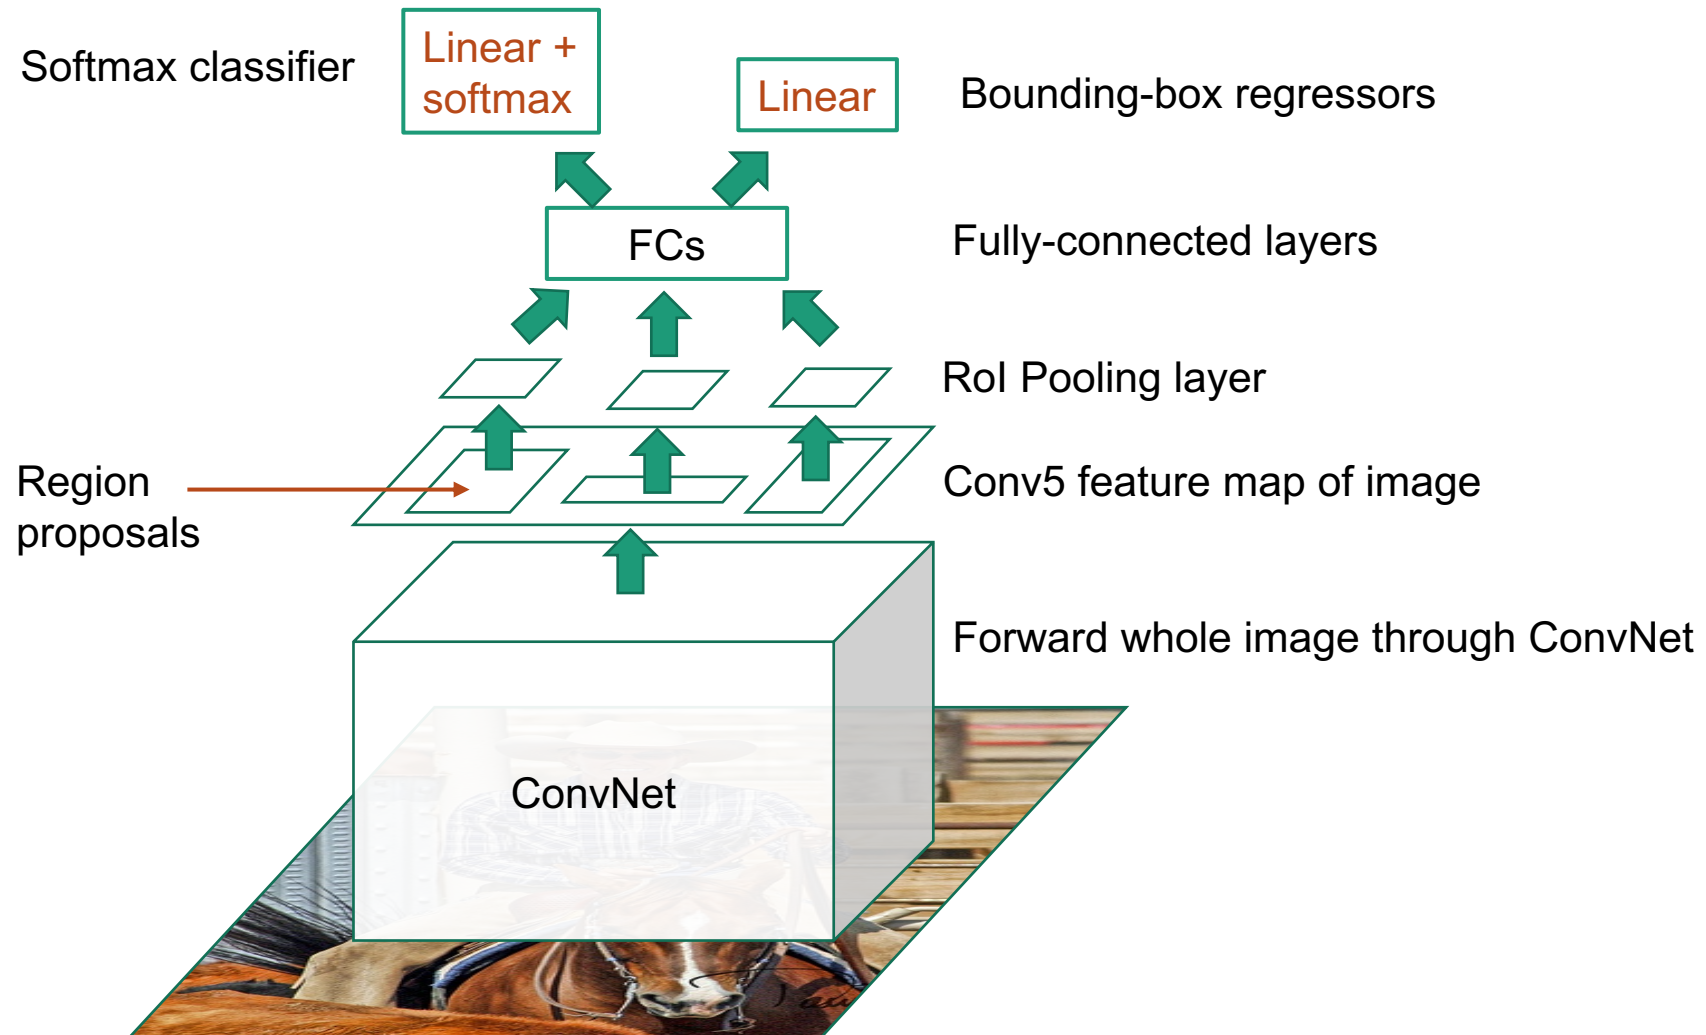 Softmax classifier
Linear +
softmax
Linear
Bounding-box regressors
FCs
Fully-connected layers
RoI Pooling layer
Region
proposals
Conv5 feature map of image
Forward whole image through ConvNet
ConvNet